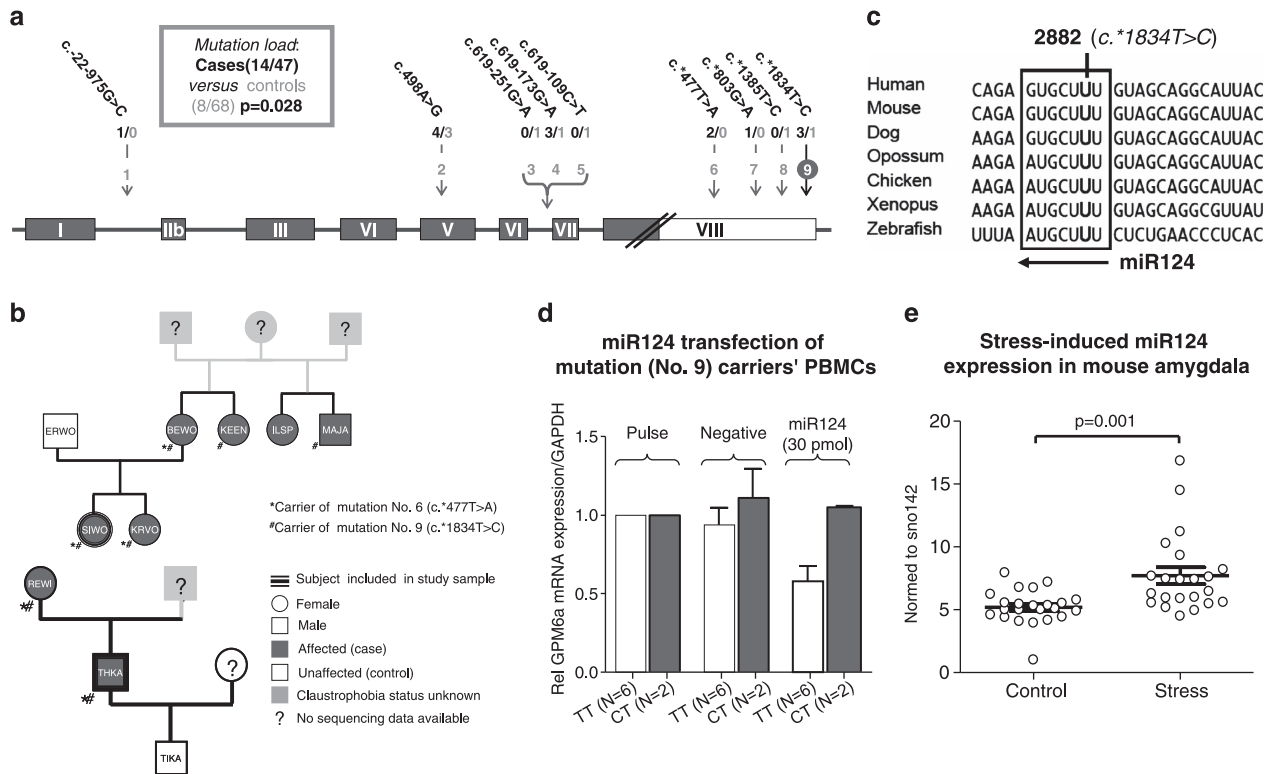 a
c.-22-975G>C
Mutation load:
Cases(14/47)
versus controls
(8/68) p=0.028
c.498A>G
c.619-251G>A
c.619-173G>A
c.619-109C>T
c.*477T>A
c.*803G>A
c.*1385T>C
c.*1834T>C
1/0 4/3 0/1 3/1 0/1 2/0 1/0 0/1 3/1
1 2 3 4 5 6 7 8 9
I IIb III VI V VI VII VIII
b
? ? ?
ERWO BEWO KEEN ILSP MAJA
*# # #
SIWO KRVO
*# *#
REWI ?
*#
THKA ?
*#
TIKA
*Carrier of mutation No. 6 (c.*477T>A)
#Carrier of mutation No. 9 (c.*1834T>C)
Subject included in study sample
Female
Male
Affected (case)
Unaffected (control)
Claustrophobia status unknown
? No sequencing data available
c
2882 (c.*1834T>C)
Human CAGA GUGCUUU GUAGCAGGCAUUAC
Mouse CAGA GUGCUUU GUAGCAGGCAUUAC
Dog AAGA GUGCUUU GUAGCAGGCAUUAC
Opossum AAGA AUGCUUU GUAGCAGGCAUUAC
Chicken AAGA AUGCUUU GUAGCAGGCAUUAC
Xenopus AAGA AUGCUUU GUAGCAGGCGUUAU
Zebrafish UUUA AUGCUUU CUCUGAACCCUCAC
miR124
d
miR124 transfection of
mutation (No. 9) carriers' PBMCs
Rel GPM6a mRNA expression/GAPDH
1.5
1.0
0.5
0.0
Pulse
Negative
miR124
(30 pmol)
TT (N=6) CT (N=2) TT (N=6) CT (N=2) TT (N=6) CT (N=2)
e
Stress-induced miR124
expression in mouse amygdala
p=0.001
Normed to sno142
20
15
10
5
0
Control Stress